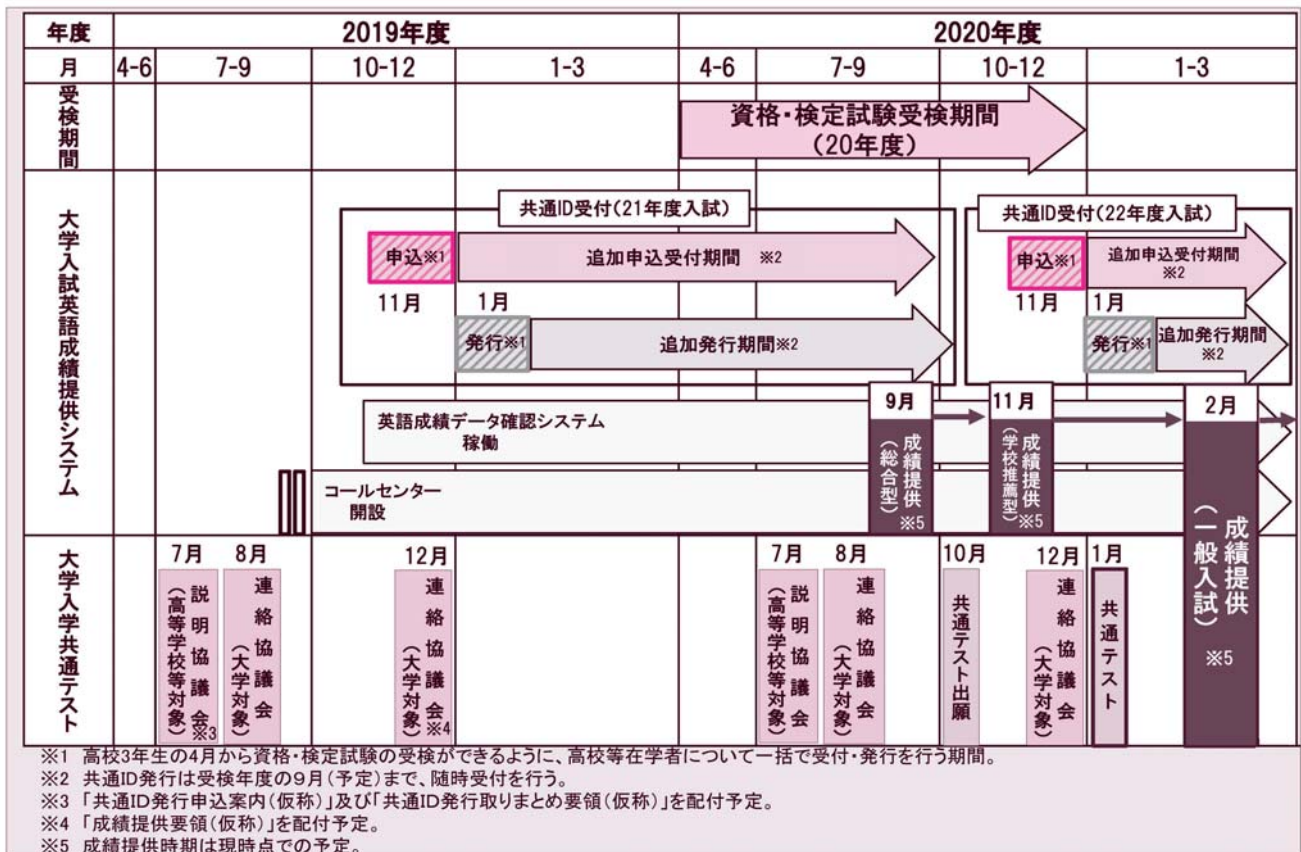 年度
2019年度
2020年度
月
4-6
7-9
10-12
1-3
4-6
7-9
10-12
1-3
受検期間
資格・検定試験受検期間
(20年度)
大学入試英語成績提供システム
共通ID受付(21年度入試)
申込※1
追加申込受付期間 ※2
11月
1月
発行※1
追加発行期間※2
共通ID受付(22年度入試)
申込※1
追加申込受付期間
※2
11月
1月
発行※1
追加発行期間
※2
英語成績データ確認システム
稼働
コールセンター
開設
9月
成績提供
(総合型)
※5
11月
成績提供
(学校推薦型)
※5
2月
成績提供
(一般入試)
※5
大学入学共通テスト
7月
説明協議会
(高等学校等対象)
※3
8月
連絡協議会
(大学対象)
12月
連絡協議会
(大学対象)
※4
7月
説明協議会
(高等学校等対象)
8月
連絡協議会
(大学対象)
10月
共通テスト出願
12月
連絡協議会
(大学対象)
1月
共通テスト
※1 高校3年生の4月から資格・検定試験の受検ができるように、高校等在学者について一括で受付・発行を行う期間。
※2 共通ID発行は受検年度の9月(予定)まで、随時受付を行う。
※3 「共通ID発行申込案内(仮称)」及び「共通ID発行取りまとめ要領(仮称)」を配付予定。
※4 「成績提供要領(仮称)」を配付予定。
※5 成績提供時期は現時点での予定。